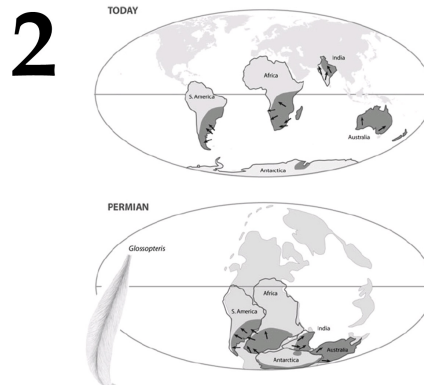 2
TODAY
India
Africa
S. America
Australia
Antarctica
PERMIAN
Glossopteris
Africa
S. America
India
Australia
Antarctica